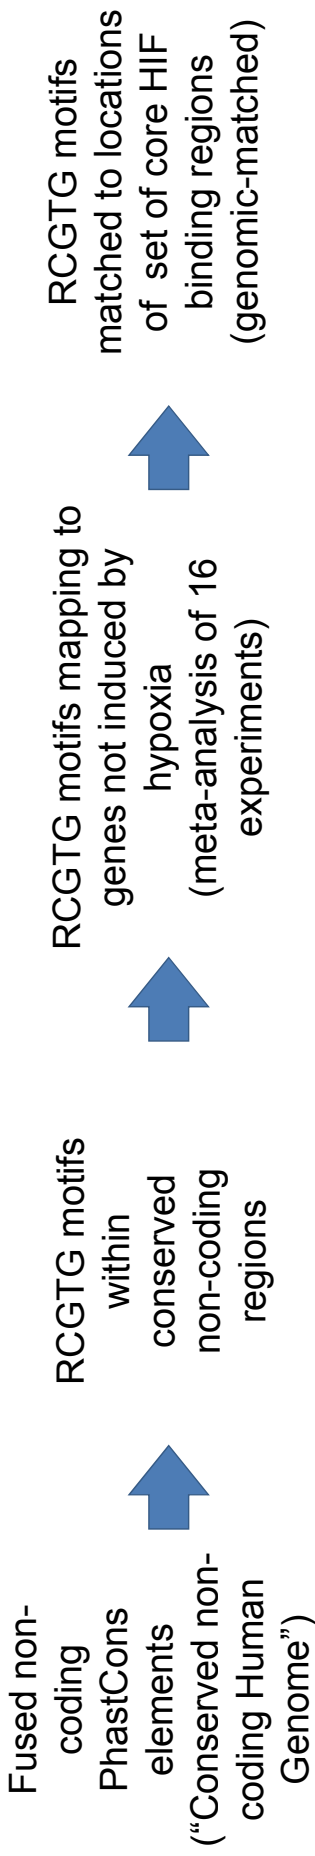 Fused non-
coding
PhastCons
elements
(“Conserved non-
coding Human
Genome”)
RCGTG motifs
within
conserved
non-coding
regions
RCGTG motifs mapping to
genes not induced by
hypoxia
(meta-analysis of 16
experiments)
RCGTG motifs
matched to locations
of set of core HIF
binding regions
(genomic-matched)